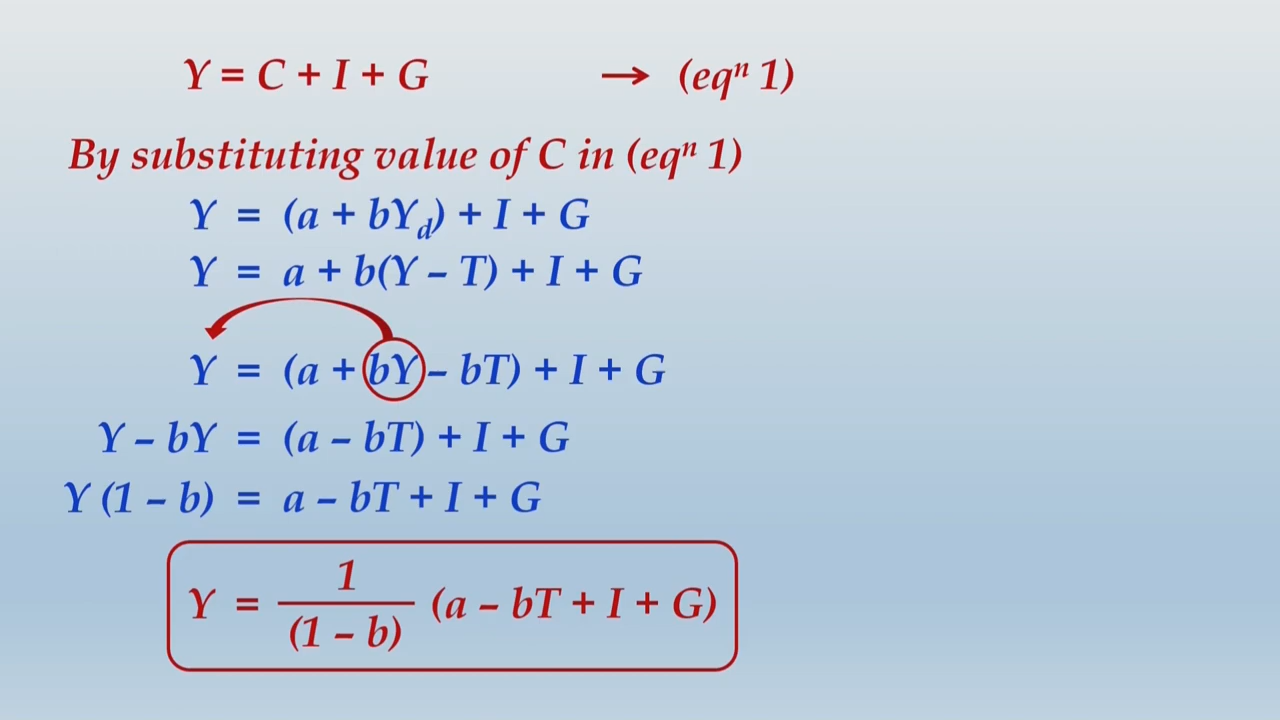 Y = C + I + G → (eqⁿ 1)
By substituting value of C in (eqⁿ 1)
Y = (a + bY_d) + I + G
Y = a + b(Y – T) + I + G
Y = (a + bY – bT) + I + G
Y – bY = (a – bT) + I + G
Y (1 – b) = a – bT + I + G
1
Y = (a – bT + I + G)
(1 – b)